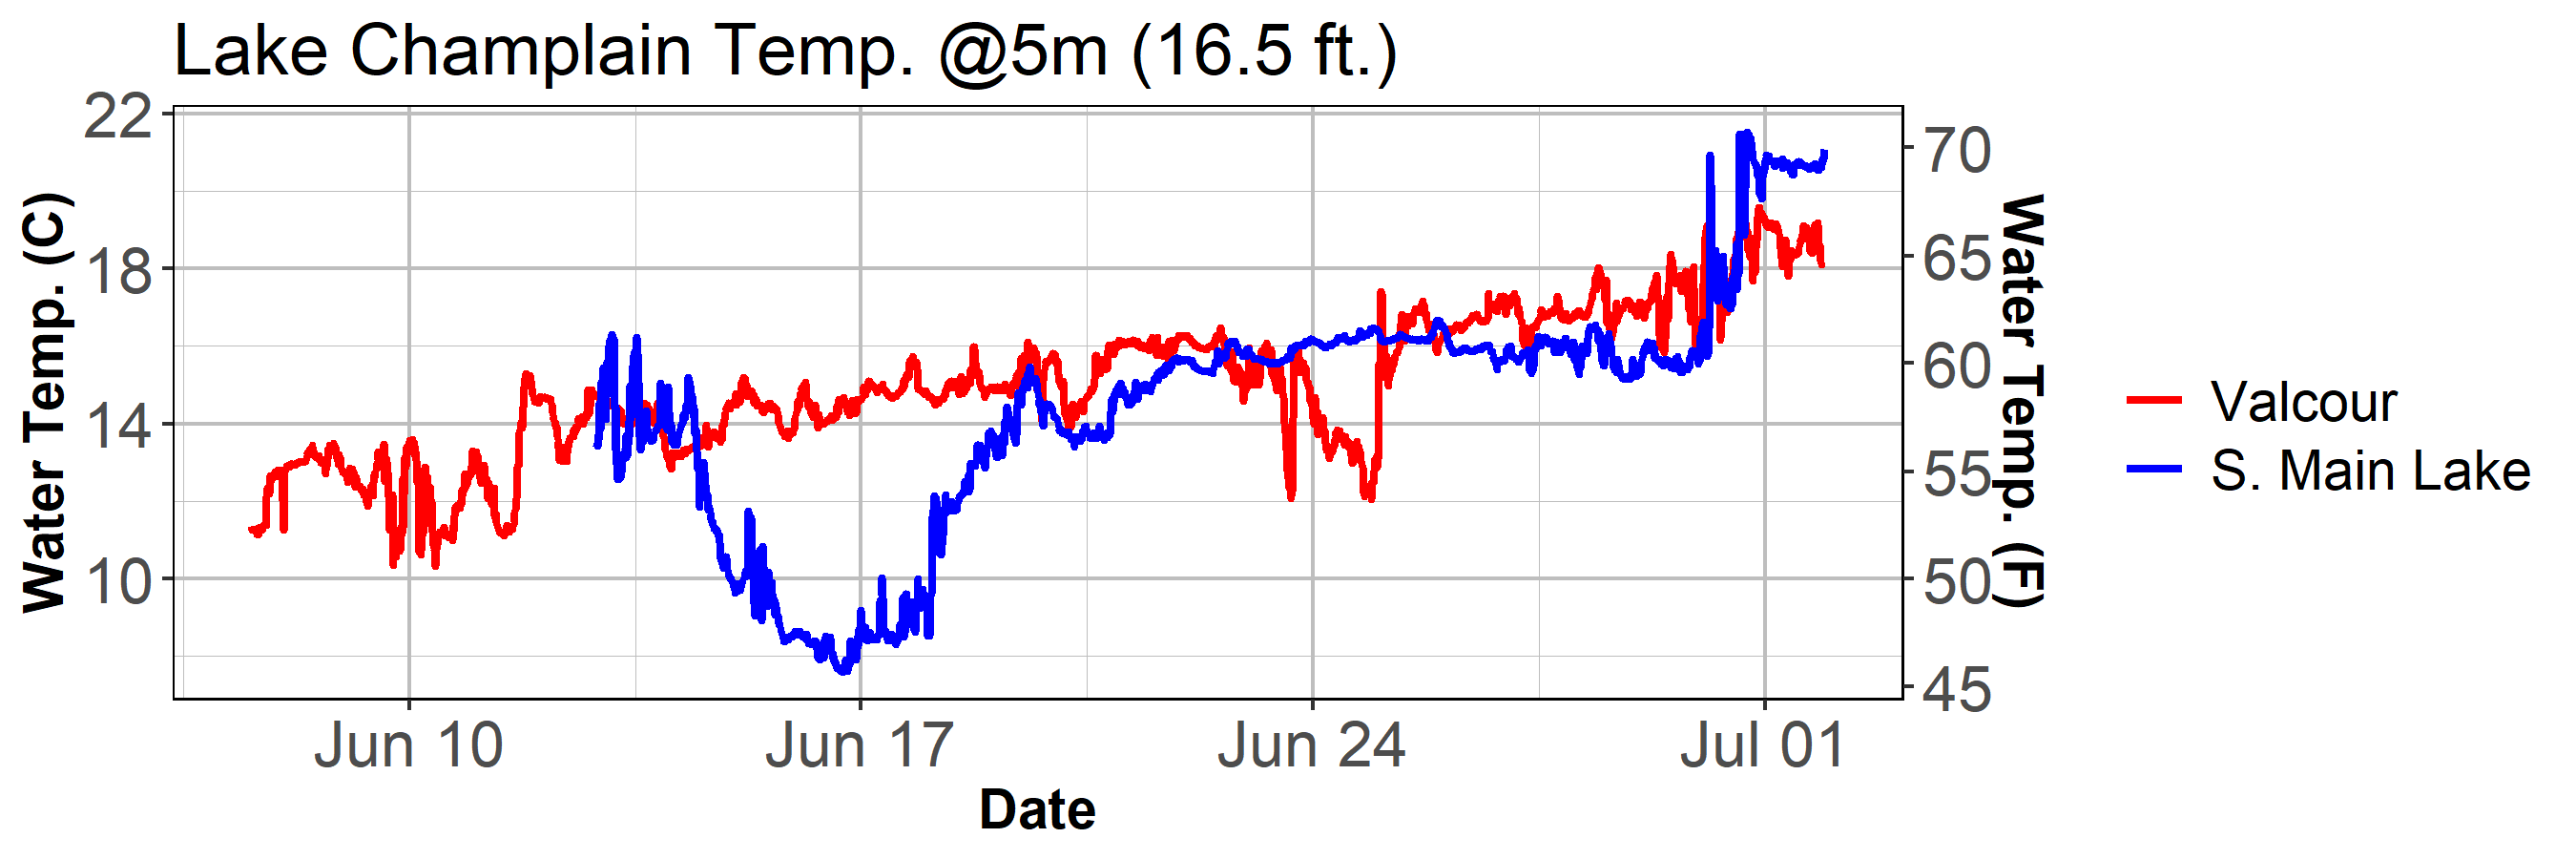 Lake Champlain Temp. @5m (16.5 ft.)
Water Temp. (C)
22
18
14
10
70
65
60
55
50
45
Water Temp. (F)
Jun 10
Jun 17
Jun 24
Jul 01
Date
Valcour
S. Main Lake